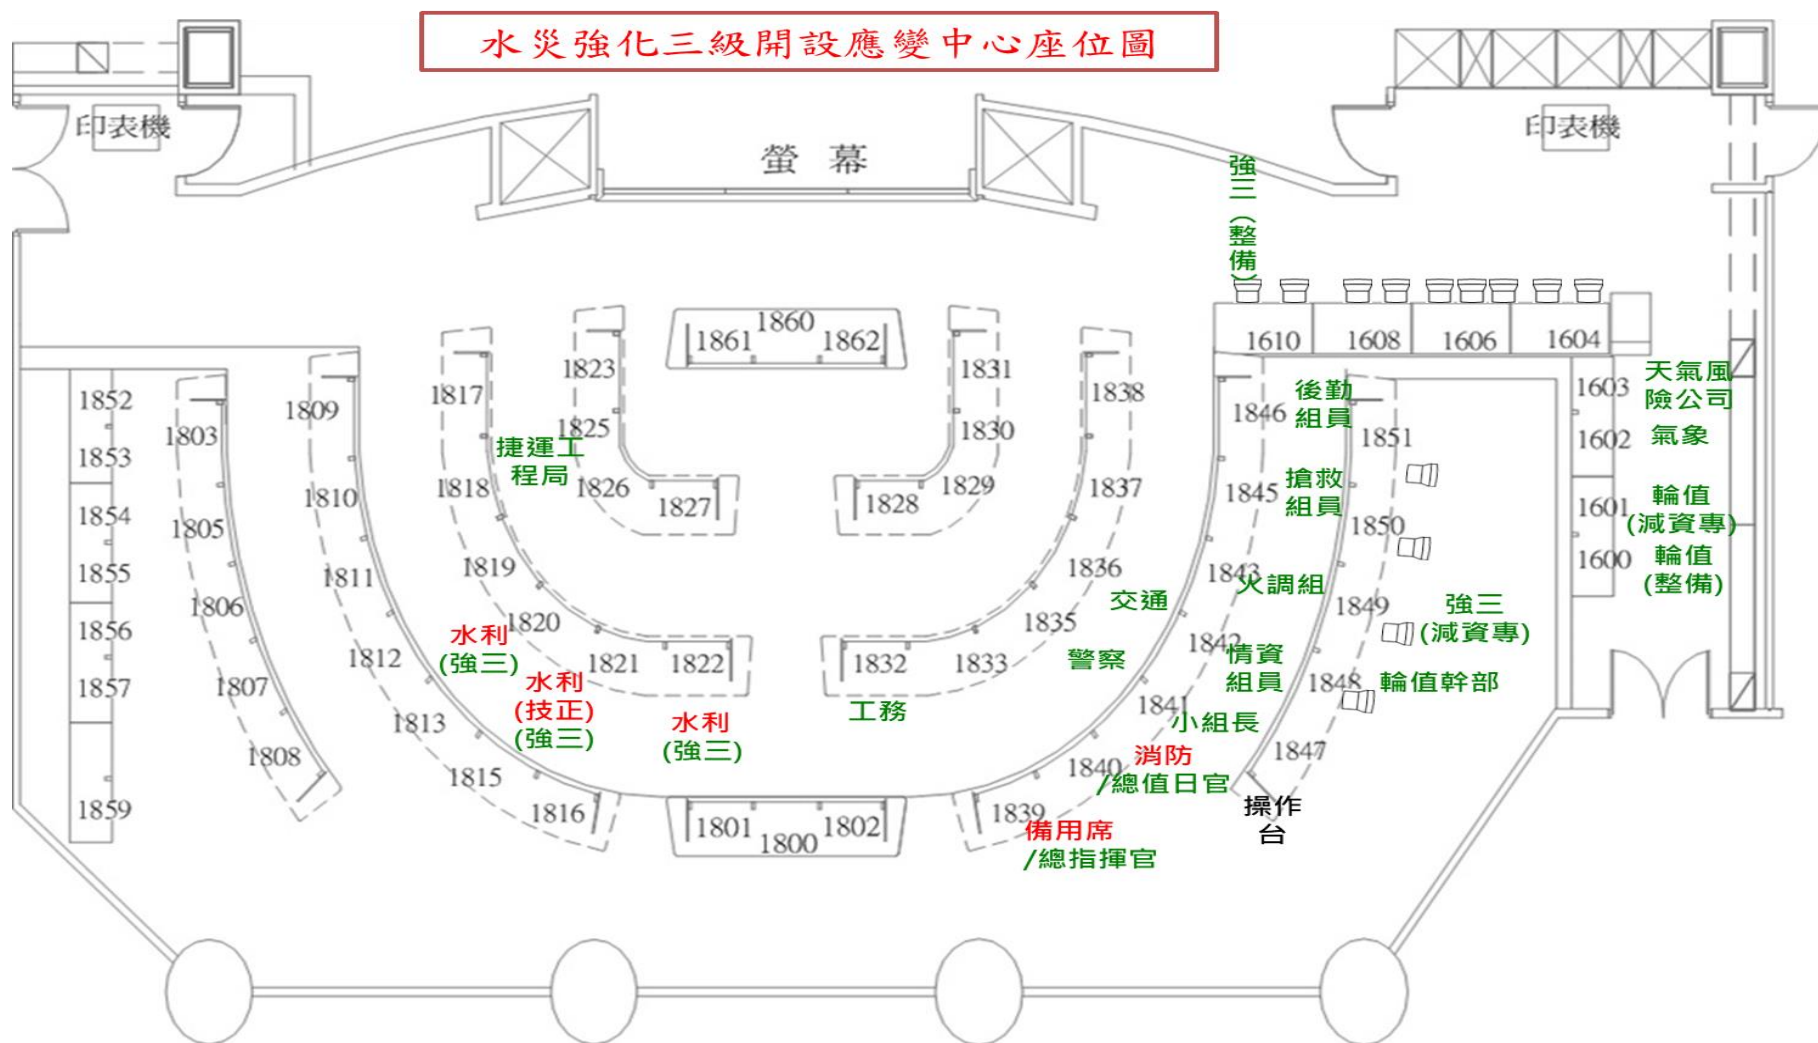 水災強化三級開設應變中心座位圖
印表機
螢 幕
印表機
強三(整備)
1860
1861
1862
1610
1608
1606
1604
1823
1831
1817
1838
1825
1830
1826
1829
1827
1828
捷運工
程局
1818
1837
1819
1836
1820
1835
1821
1822
1832
1833
1852
1853
1854
1855
1856
1857
1859
1803
1805
1806
1807
1808
1809
1810
1811
1812
1813
1815
1816
水利
(強三)
水利
(技正)
(強三)
水利
(強三)
工務
警察
交通
1801
1802
1800
1846
1845
1843
1842
1841
1840
1839
後勤
組員
搶救
組員
火調組
情資
組員
小組長
消防
/總值日官
備用席
/總指揮官
1851
1850
1849
1848
1847
強三
(減資專)
輪值幹部
操作
台
1603
1602
1601
1600
天氣風
險公司
氣象
輪值
(減資專)
輪值
(整備)